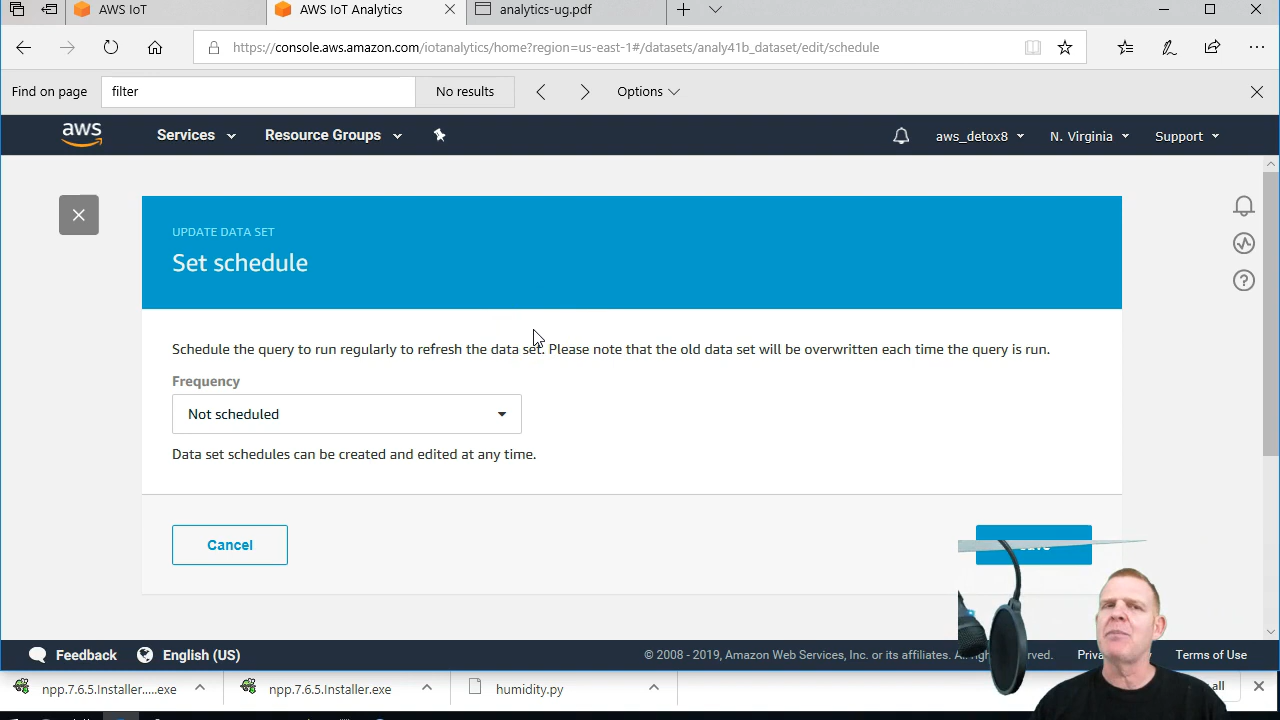 AWS IoT
AWS IoT Analytics
analytics-ug.pdf
https://console.aws.amazon.com/iotanalytics/home?region=us-east-1#/datasets/analy41b_dataset/edit/schedule
Find on page
filter
No results
Options
aws
Services
Resource Groups
aws_detox8
N. Virginia
Support
UPDATE DATA SET
Set schedule
Schedule the query to run regularly to refresh the data set. Please note that the old data set will be overwritten each time the query is run.
Frequency
Not scheduled
Data set schedules can be created and edited at any time.
Cancel
Feedback
English (US)
© 2008 - 2019, Amazon Web Services, Inc. or its affiliates.
Terms of Use
npp.7.6.5.Installer.....exe
npp.7.6.5.Installer.exe
humidity.py
all